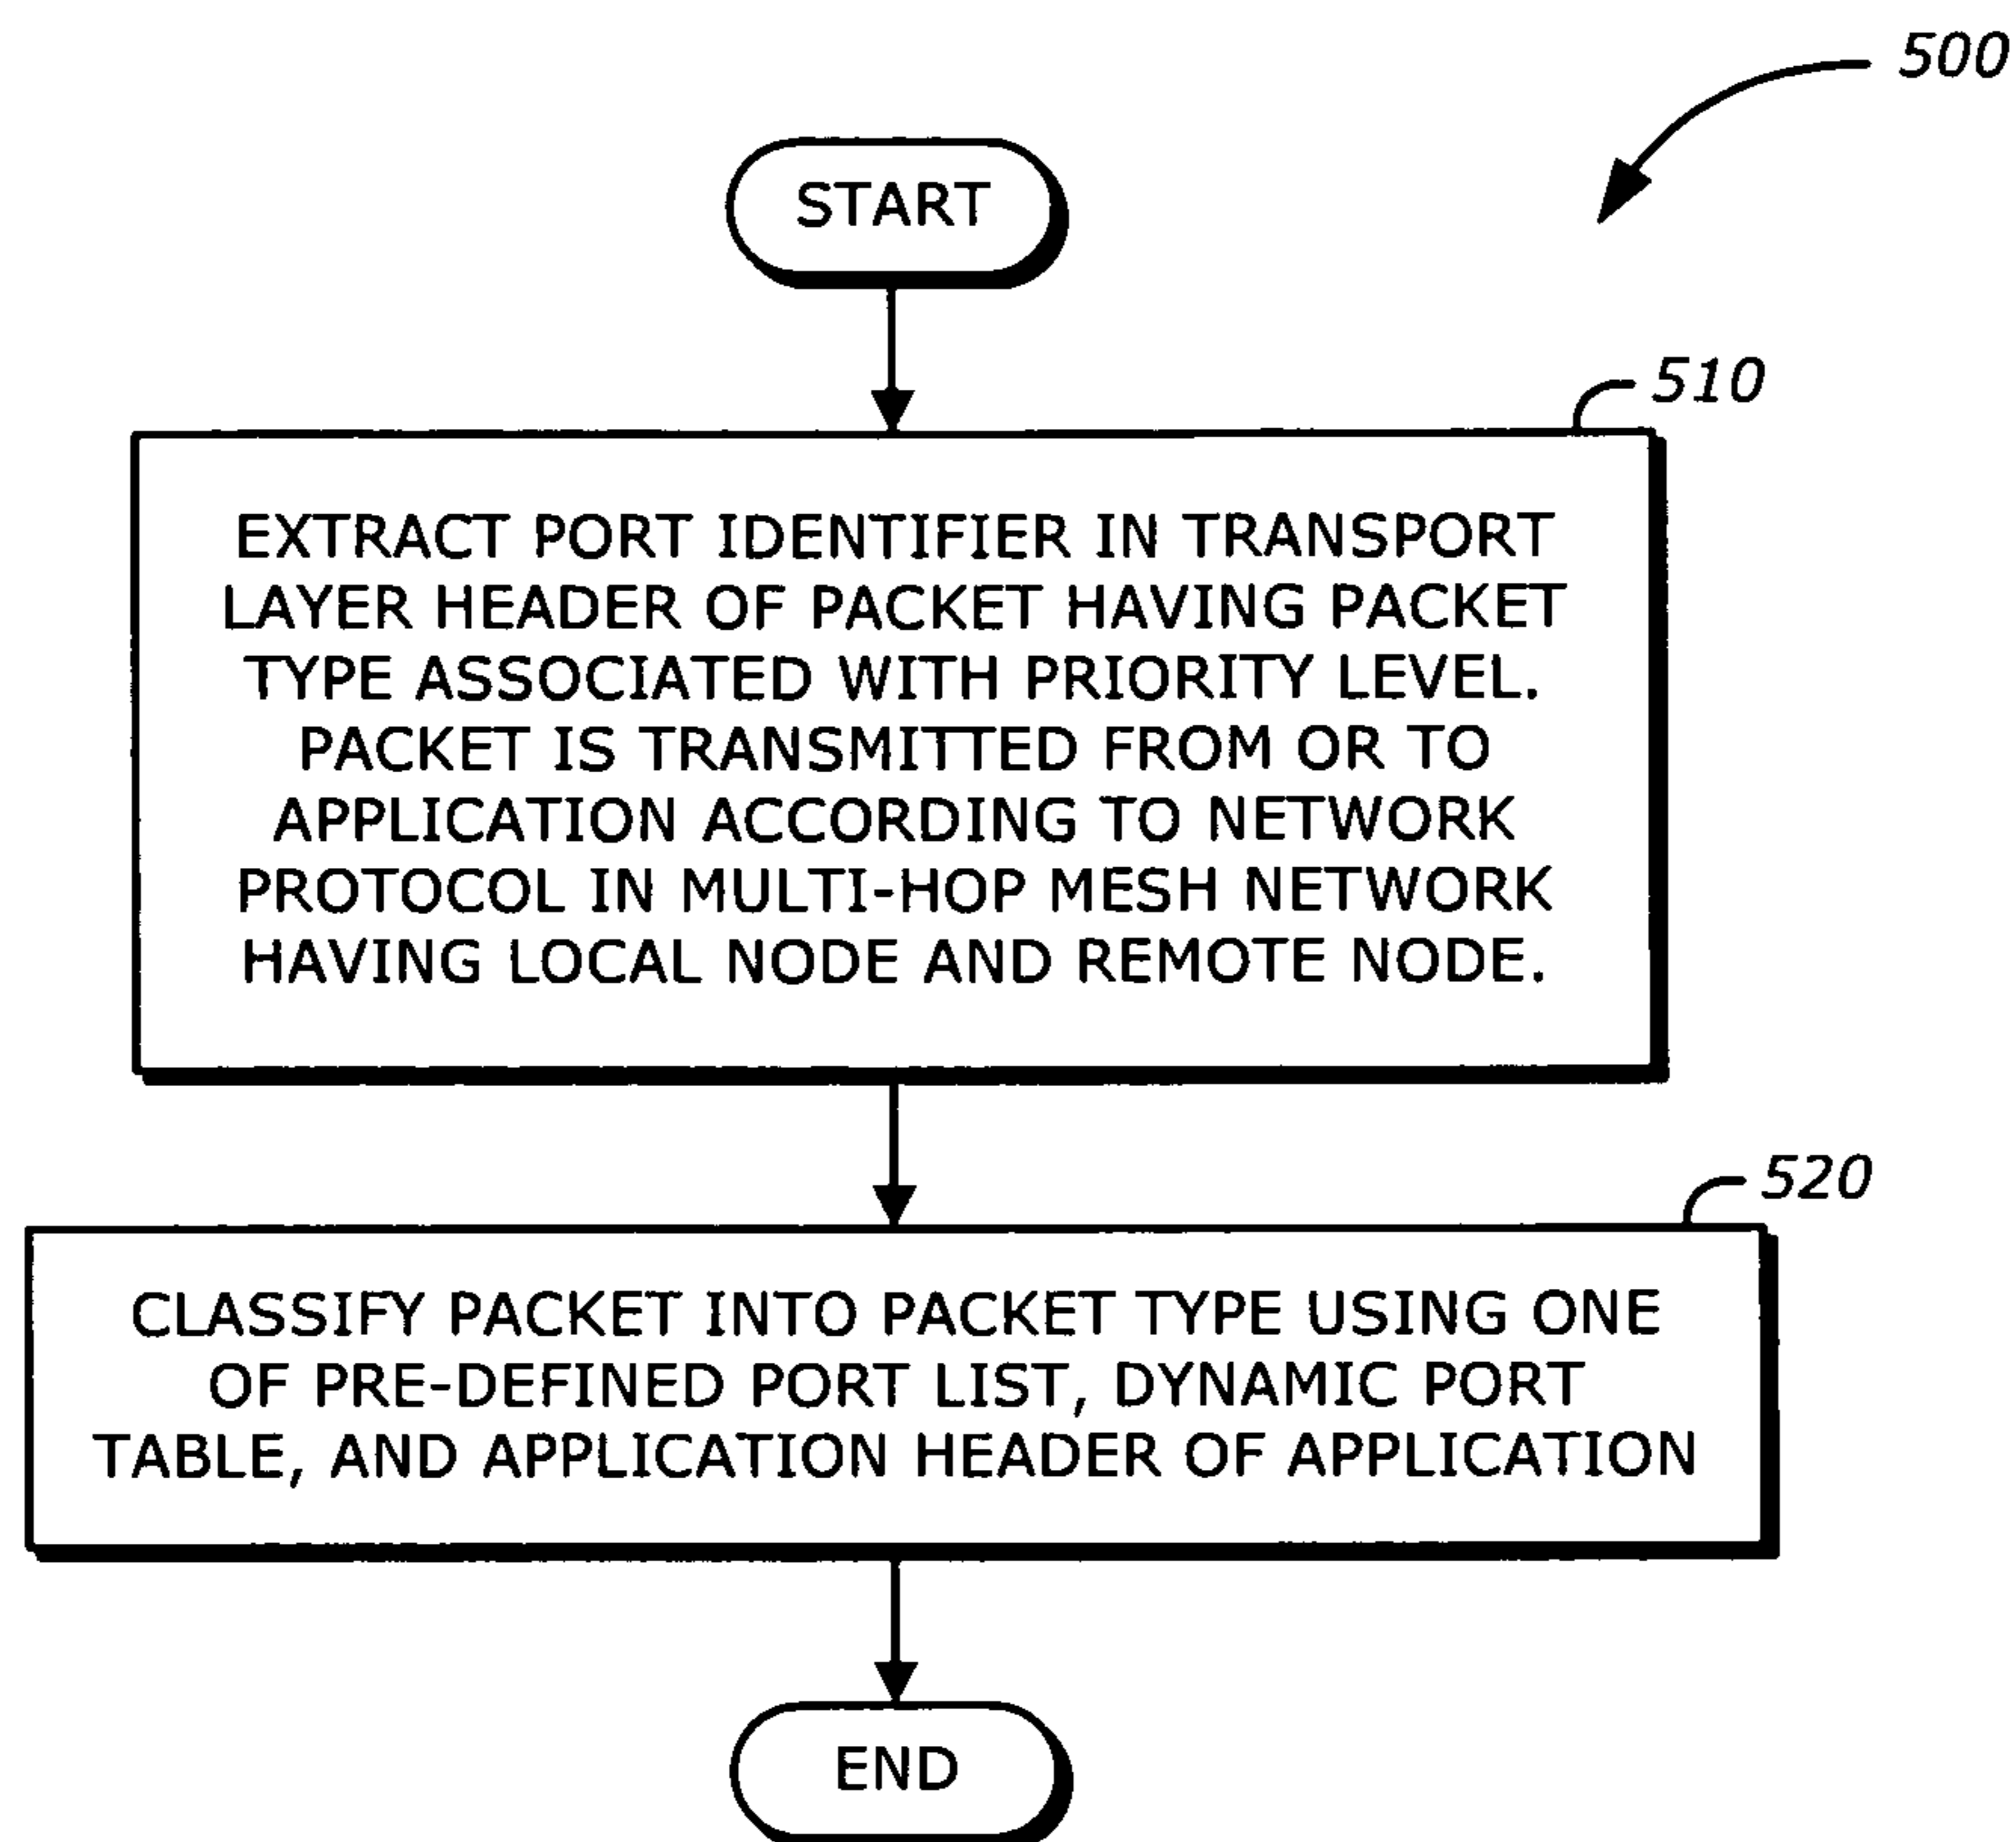 500
START
510
EXTRACT PORT IDENTIFIER IN TRANSPORT
LAYER HEADER OF PACKET HAVING PACKET
TYPE ASSOCIATED WITH PRIORITY LEVEL.
PACKET IS TRANSMITTED FROM OR TO
APPLICATION ACCORDING TO NETWORK
PROTOCOL IN MULTI-HOP MESH NETWORK
HAVING LOCAL NODE AND REMOTE NODE.
520
CLASSIFY PACKET INTO PACKET TYPE USING ONE
OF PRE-DEFINED PORT LIST, DYNAMIC PORT
TABLE, AND APPLICATION HEADER OF APPLICATION
END